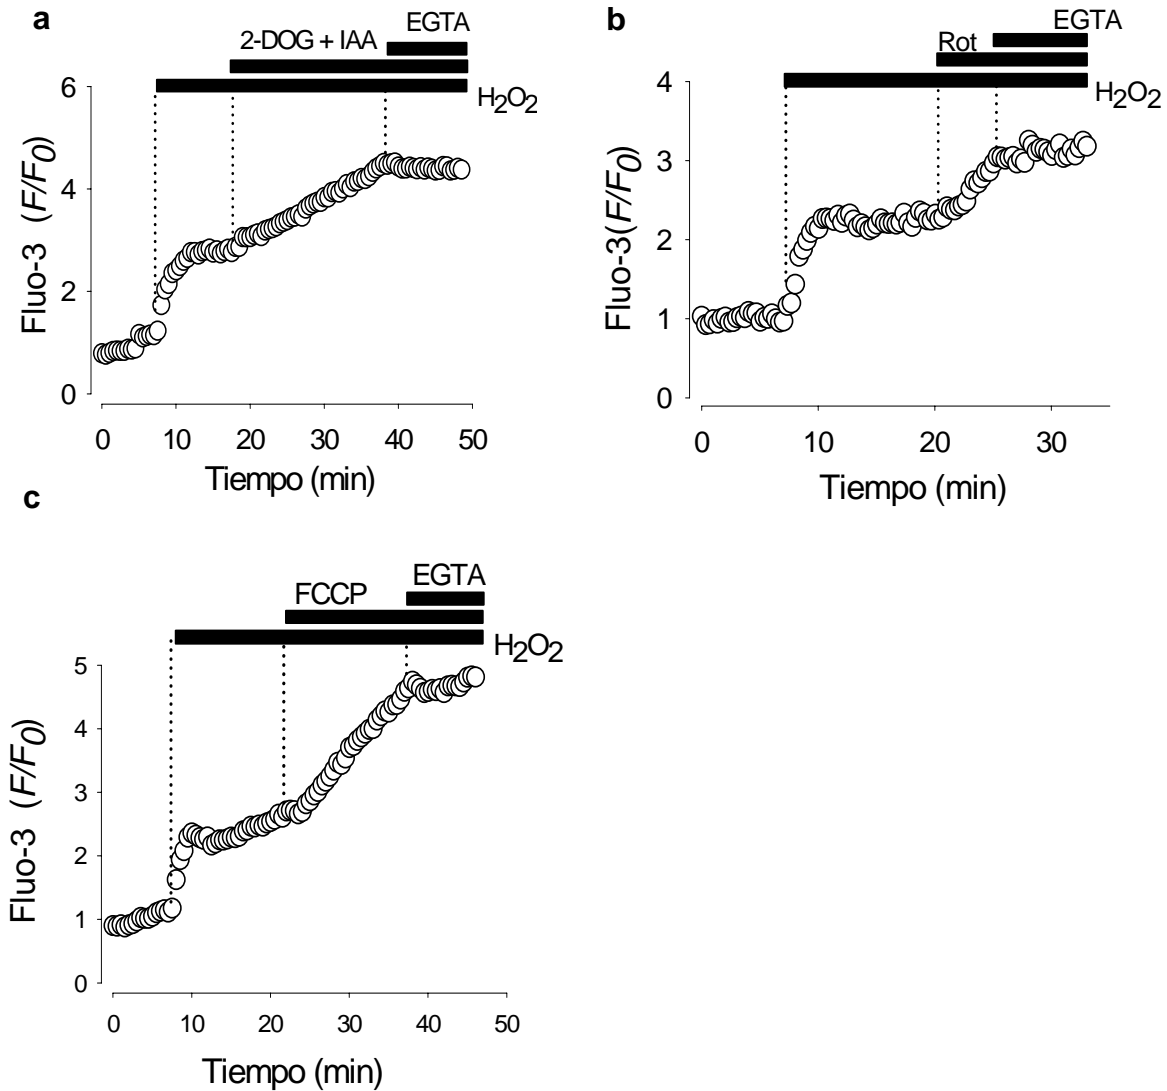 a
EGTA
2-DOG + IAA
H2O2
6
4
2
0
Fluo-3 (F/F0)
0 10 20 30 40 50
Tiempo (min)
b
EGTA
Rot
H2O2
4
3
2
1
0
Fluo-3(F/F0)
0 10 20 30
Tiempo (min)
c
EGTA
FCCP
H2O2
5
4
3
2
1
0
Fluo-3 (F/F0)
0 10 20 30 40 50
Tiempo (min)